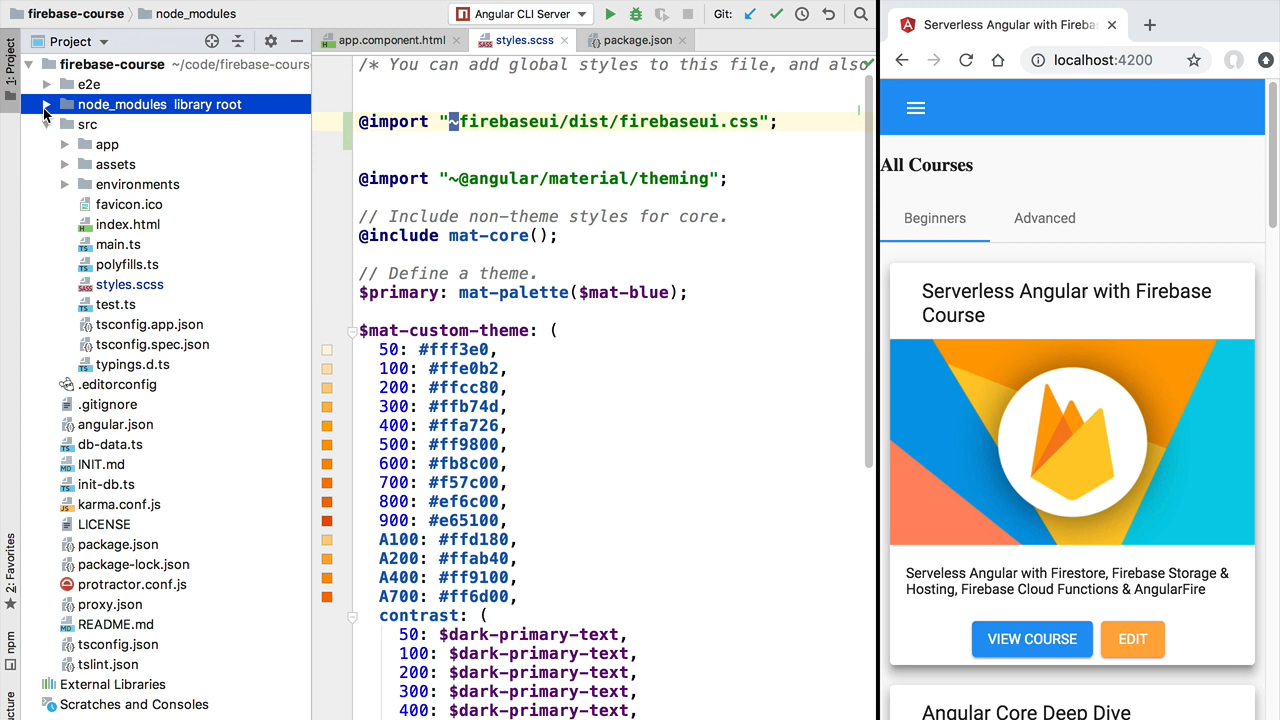 firebase-course
node_modules
Angular CLI Server
Git:
1: Project
2: Favorites
npm
Project
firebase-course ~/code/firebase-cours
e2e
node_modules library root
src
app
assets
environments
favicon.ico
index.html
main.ts
polyfills.ts
styles.scss
test.ts
tsconfig.app.json
tsconfig.spec.json
typings.d.ts
.editorconfig
.gitignore
angular.json
db-data.ts
INIT.md
init-db.ts
karma.conf.js
LICENSE
package.json
package-lock.json
protractor.conf.js
proxy.json
README.md
tsconfig.json
tslint.json
External Libraries
Scratches and Consoles
app.component.html
styles.scss
package.json
/* You can add global styles to this file, and also
@import "~firebaseui/dist/firebaseui.css";
@import "~@angular/material/theming";
// Include non-theme styles for core.
@include mat-core();
// Define a theme.
$primary: mat-palette($mat-blue);
$mat-custom-theme: (
50: #fff3e0,
100: #ffe0b2,
200: #ffcc80,
300: #ffb74d,
400: #ffa726,
500: #ff9800,
600: #fb8c00,
700: #f57c00,
800: #ef6c00,
900: #e65100,
A100: #ffd180,
A200: #ffab40,
A400: #ff9100,
A700: #ff6d00,
contrast: (
50: $dark-primary-text,
100: $dark-primary-text,
200: $dark-primary-text,
300: $dark-primary-text,
400: $dark-primary-text,
Serverless Angular with Fireba
localhost:4200
All Courses
Beginners
Advanced
Serverless Angular with Firebase
Course
Serveless Angular with Firestore, Firebase Storage &
Hosting, Firebase Cloud Functions & AngularFire
VIEW COURSE
EDIT
Angular Core Deep Dive